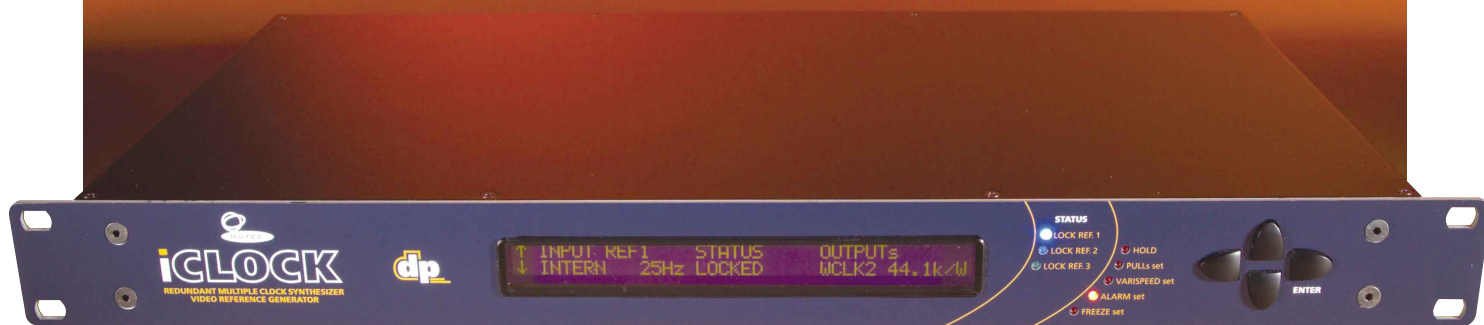 MUTEC
iCLOCK
REDUNDANT MULTIPLE CLOCK SYNTHESIZER
VIDEO REFERENCE GENERATOR
dp
↑ INPUT REF1 STATUS OUTPUTs
↓ INTERN 25Hz LOCKED WCLK2 44.1k/W
STATUS
LOCK REF. 1
LOCK REF. 2
LOCK REF. 3
HOLD
PULLs set
VARISPEED set
ALARM set
FREEZE set
ENTER